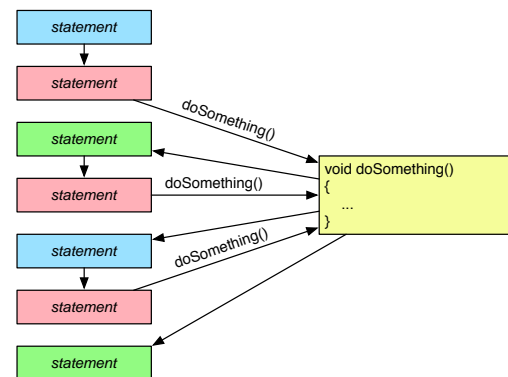 statement
statement
doSomething()
statement
void doSomething()
{
...
}
statement
doSomething()
statement
doSomething()
statement
statement